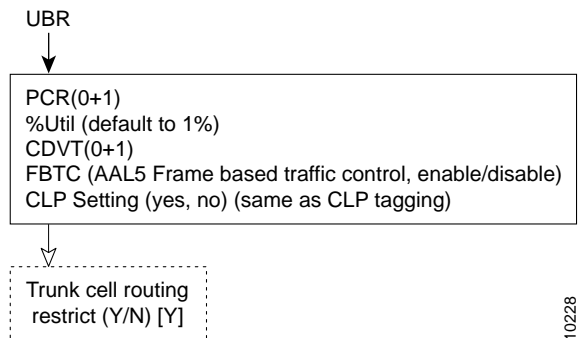 UBR
PCR(0+1)
%Util (default to 1%)
CDVT(0+1)
FBTC (AAL5 Frame based traffic control, enable/disable)
CLP Setting (yes, no) (same as CLP tagging)
Trunk cell routing
restrict (Y/N) [Y]
10228